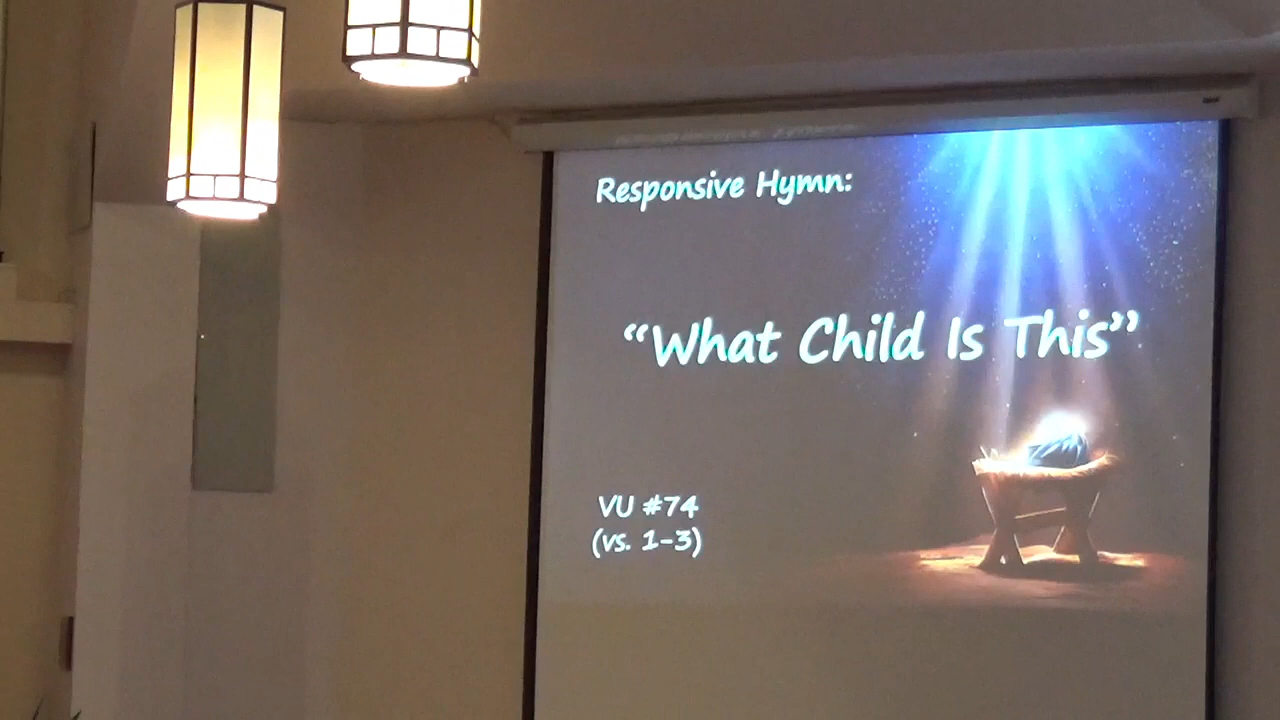 Responsive Hymn:
“What Child Is This”
VU #74
(vs. 1-3)